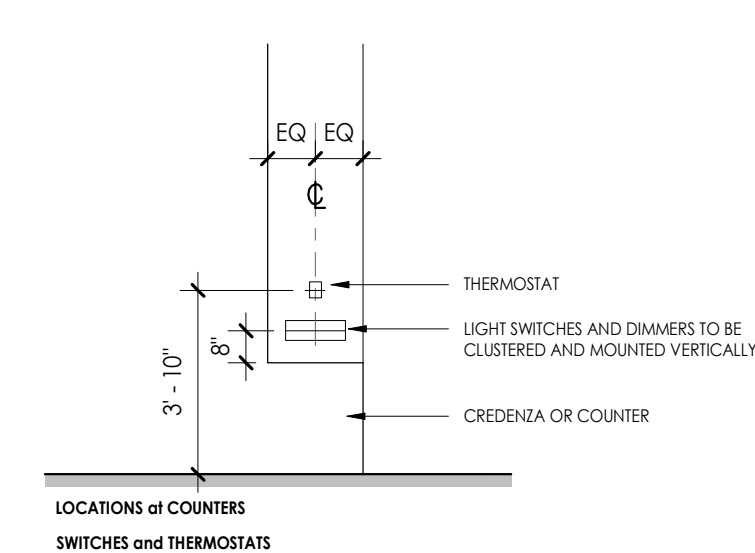 EQ EQ
℄
THERMOSTAT
LIGHT SWITCHES AND DIMMERS TO BE
CLUSTERED AND MOUNTED VERTICALLY
8"
3' - 10"
CREDENZA OR COUNTER
LOCATIONS at COUNTERS
SWITCHES and THERMOSTATS